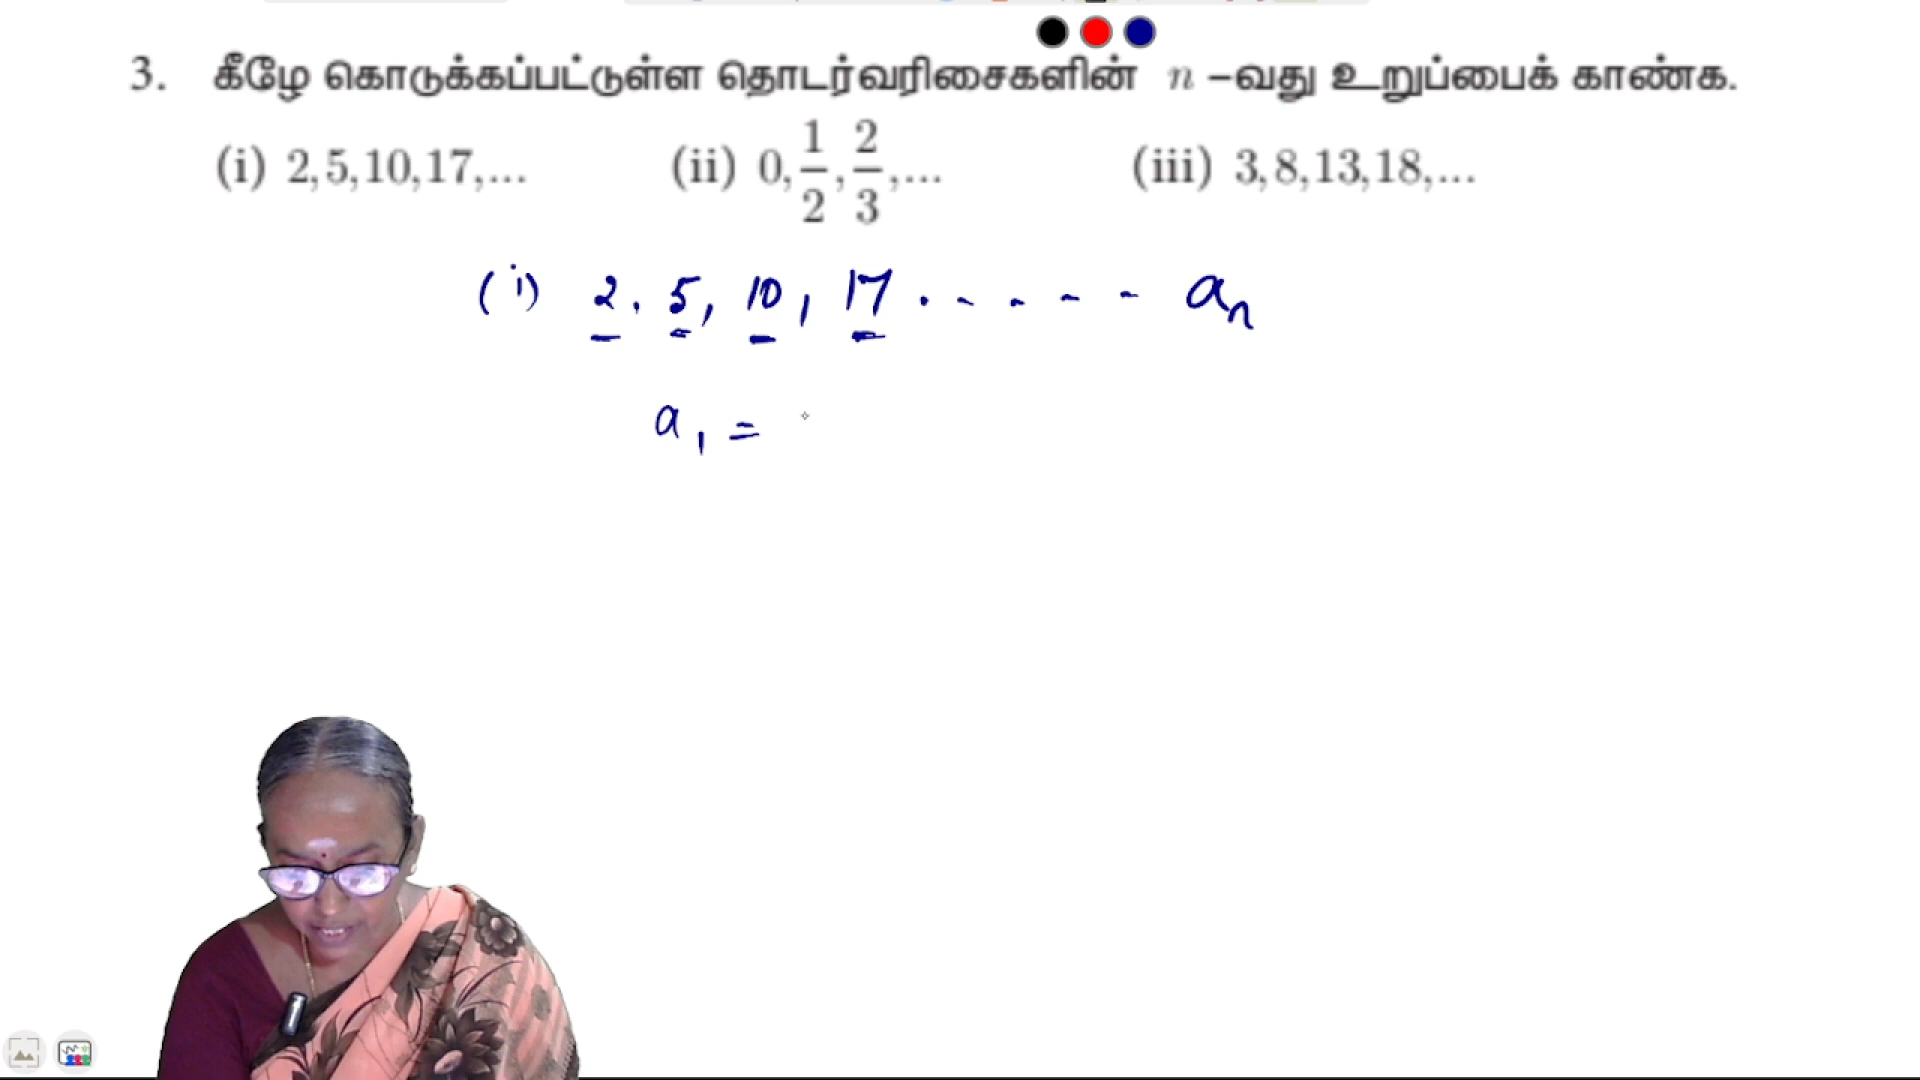 3. கீழே கொடுக்கப்பட்டுள்ள தொடர்வரிசைகளின் n –வது உறுப்பைக் காண்க.
(i) 2,5,10,17,... (ii) 0, 1/2, 2/3,... (iii) 3,8,13,18,...
(i) 2, 5, 10, 17 . - - - - - aₙ
a₁ =